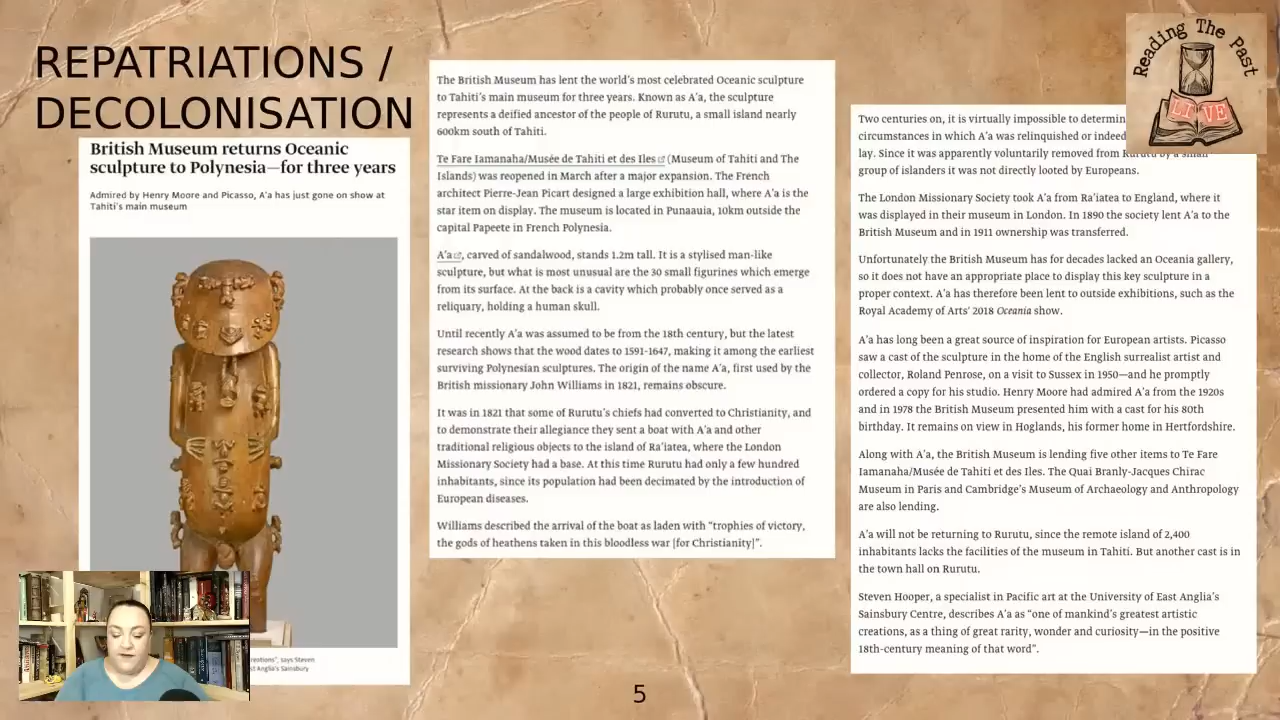 REPATRIATIONS /
DECOLONISATION
British Museum returns Oceanic
sculpture to Polynesia—for three years
Admired by Henry Moore and Picasso, A'a has just gone on show at
Tahiti's main museum
reations", says Steven
st Anglia's Sainsbury
The British Museum has lent the world's most celebrated Oceanic sculpture
to Tahiti's main museum for three years. Known as A'a, the sculpture
represents a deified ancestor of the people of Rurutu, a small island nearly
600km south of Tahiti.
Te Fare Iamanaha/Musée de Tahiti et des Iles (Museum of Tahiti and The
Islands) was reopened in March after a major expansion. The French
architect Pierre-Jean Picart designed a large exhibition hall, where A'a is the
star item on display. The museum is located in Punaauia, 10km outside the
capital Papeete in French Polynesia.
A'a, carved of sandalwood, stands 1.2m tall. It is a stylised man-like
sculpture, but what is most unusual are the 30 small figurines which emerge
from its surface. At the back is a cavity which probably once served as a
reliquary, holding a human skull.
Until recently A'a was assumed to be from the 18th century, but the latest
research shows that the wood dates to 1591-1647, making it among the earliest
surviving Polynesian sculptures. The origin of the name A'a, first used by the
British missionary John Williams in 1821, remains obscure.
It was in 1821 that some of Rurutu's chiefs had converted to Christianity, and
to demonstrate their allegiance they sent a boat with A'a and other
traditional religious objects to the island of Ra'iatea, where the London
Missionary Society had a base. At this time Rurutu had only a few hundred
inhabitants, since its population had been decimated by the introduction of
European diseases.
Williams described the arrival of the boat as laden with "trophies of victory,
the gods of heathens taken in this bloodless war [for Christianity]".
Reading The Past
LIVE
Two centuries on, it is virtually impossible to determin
circumstances in which A'a was relinquished or indeed
lay. Since it was apparently voluntarily removed from Rurutu by a small
group of islanders it was not directly looted by Europeans.
The London Missionary Society took A'a from Ra'iatea to England, where it
was displayed in their museum in London. In 1890 the society lent A'a to the
British Museum and in 1911 ownership was transferred.
Unfortunately the British Museum has for decades lacked an Oceania gallery,
so it does not have an appropriate place to display this key sculpture in a
proper context. A'a has therefore been lent to outside exhibitions, such as the
Royal Academy of Arts' 2018 Oceania show.
A'a has long been a great source of inspiration for European artists. Picasso
saw a cast of the sculpture in the home of the English surrealist artist and
collector, Roland Penrose, on a visit to Sussex in 1950—and he promptly
ordered a copy for his studio. Henry Moore had admired A'a from the 1920s
and in 1978 the British Museum presented him with a cast for his 80th
birthday. It remains on view in Hoglands, his former home in Hertfordshire.
Along with A'a, the British Museum is lending five other items to Te Fare
Iamanaha/Musée de Tahiti et des Iles. The Quai Branly-Jacques Chirac
Museum in Paris and Cambridge's Museum of Archaeology and Anthropology
are also lending.
A'a will not be returning to Rurutu, since the remote island of 2,400
inhabitants lacks the facilities of the museum in Tahiti. But another cast is in
the town hall on Rurutu.
Steven Hooper, a specialist in Pacific art at the University of East Anglia's
Sainsbury Centre, describes A'a as "one of mankind's greatest artistic
creations, as a thing of great rarity, wonder and curiosity—in the positive
18th-century meaning of that word".
5